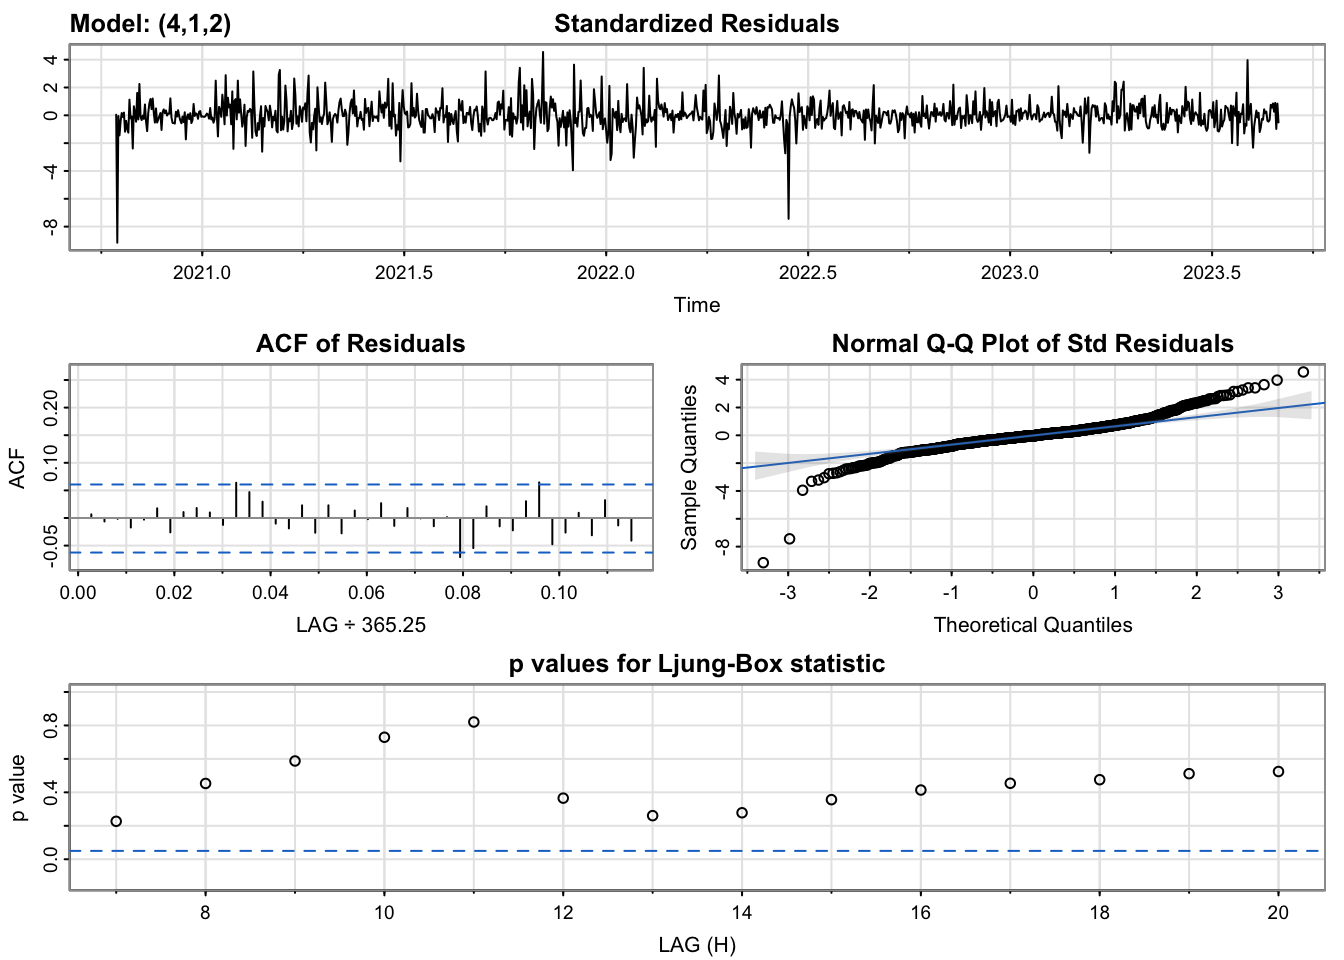 Model: (4,1,2) Standardized Residuals
4
2
0
-4
-8
2021.0 2021.5 2022.0 2022.5 2023.0 2023.5
Time
ACF of Residuals
ACF
0.20
0.10
-0.05
0.00 0.02 0.04 0.06 0.08 0.10
LAG ÷ 365.25
Normal Q-Q Plot of Std Residuals
Sample Quantiles
4
2
0
-4
-8
-3 -2 -1 0 1 2 3
Theoretical Quantiles
p values for Ljung-Box statistic
p value
0.8
0.4
0.0
8 10 12 14 16 18 20
LAG (H)